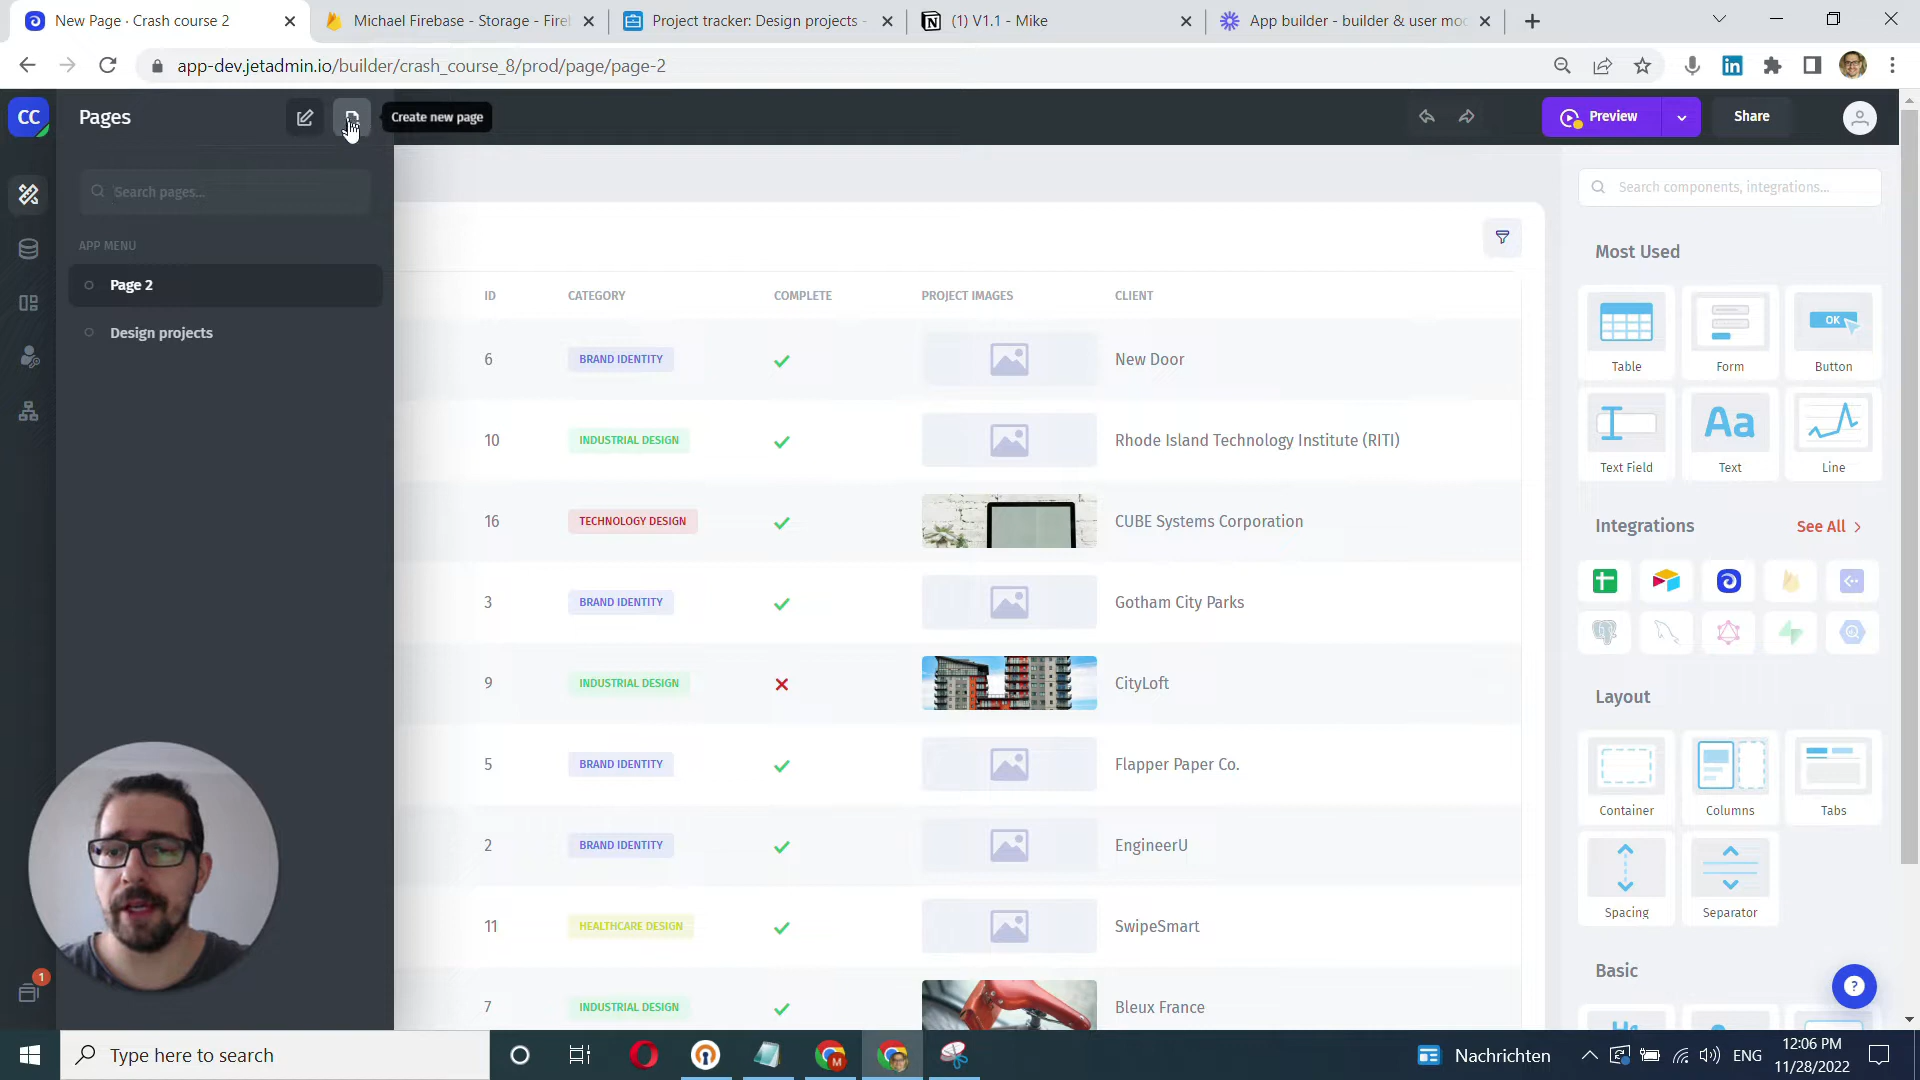 New Page · Crash course 2
Michael Firebase - Storage - Fire
Project tracker: Design projects -
(1) V1.1 - Mike
App builder - builder & user mo
app-dev.jetadmin.io/builder/crash_course_8/prod/page/page-2
CC
Pages
Create new page
Preview
Share
Search pages...
Search components, integrations...
APP MENU
Page 2
Design projects
ID
CATEGORY
COMPLETE
PROJECT IMAGES
CLIENT
6
BRAND IDENTITY
New Door
10
INDUSTRIAL DESIGN
Rhode Island Technology Institute (RITI)
16
TECHNOLOGY DESIGN
CUBE Systems Corporation
3
BRAND IDENTITY
Gotham City Parks
9
INDUSTRIAL DESIGN
CityLoft
5
BRAND IDENTITY
Flapper Paper Co.
2
BRAND IDENTITY
EngineerU
11
HEALTHCARE DESIGN
SwipeSmart
7
INDUSTRIAL DESIGN
Bleux France
Most Used
OK
Table
Form
Button
Aa
Text Field
Text
Line
Integrations
See All
Layout
Container
Columns
Tabs
Spacing
Separator
Basic
?
1
Type here to search
Nachrichten
ENG
12:06 PM
11/28/2022